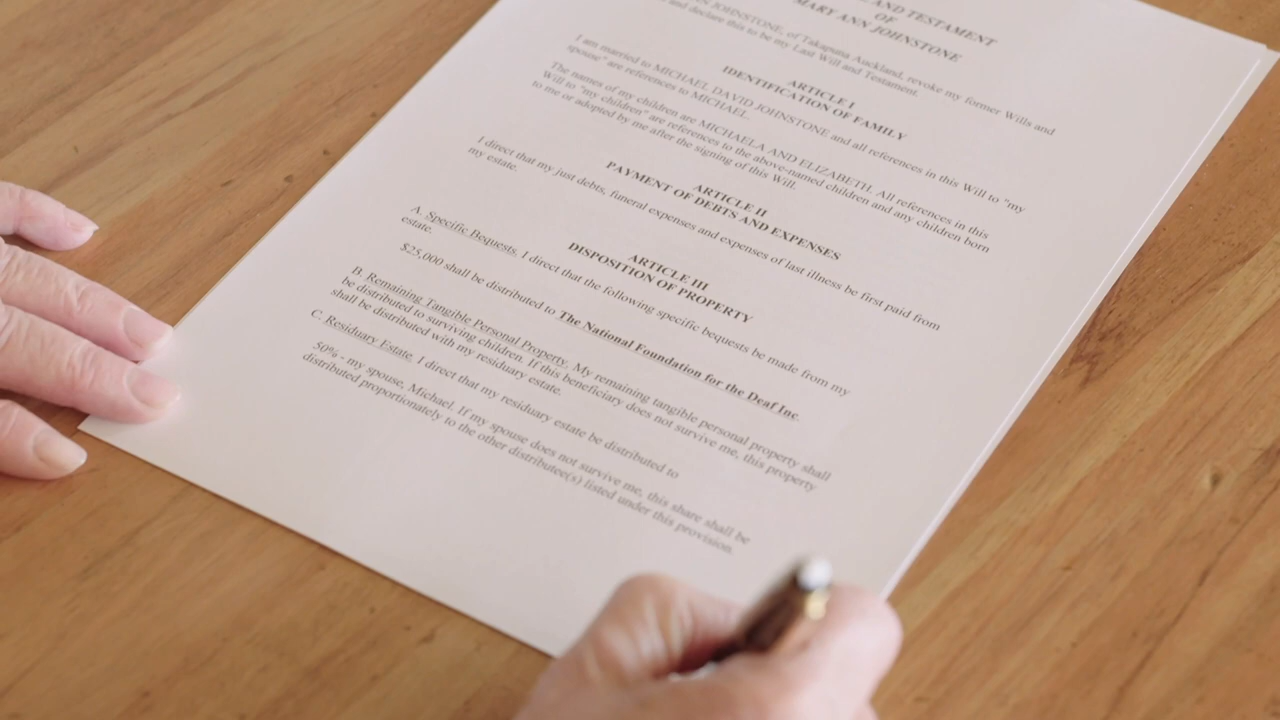 AND TESTAMENT
OF
MARY ANN JOHNSTONE
ANN JOHNSTONE, of Takapuna Auckland, revoke my former Wills and
and declare this to be my Last Will and Testament.
ARTICLE I
IDENTIFICATION OF FAMILY
I am married to MICHAEL DAVID JOHNSTONE and all references in this Will to "my
spouse" are references to MICHAEL.
The names of my children are MICHAELA AND ELIZABETH. All references in this
Will to "my children" are references to the above-named children and any children born
to me or adopted by me after the signing of this Will.
ARTICLE II
PAYMENT OF DEBTS AND EXPENSES
I direct that my just debts, funeral expenses and expenses of last illness be first paid from
my estate.
ARTICLE III
DISPOSITION OF PROPERTY
A. Specific Bequests. I direct that the following specific bequests be made from my
estate.
$25,000 shall be distributed to The National Foundation for the Deaf Inc.
B. Remaining Tangible Personal Property. My remaining tangible personal property shall
be distributed to surviving children. If this beneficiary does not survive me, this property
shall be distributed with my residuary estate.
C. Residuary Estate. I direct that my residuary estate be distributed to
50% - my spouse, Michael. If my spouse does not survive me, this share shall be
distributed proportionately to the other distributee(s) listed under this provision.